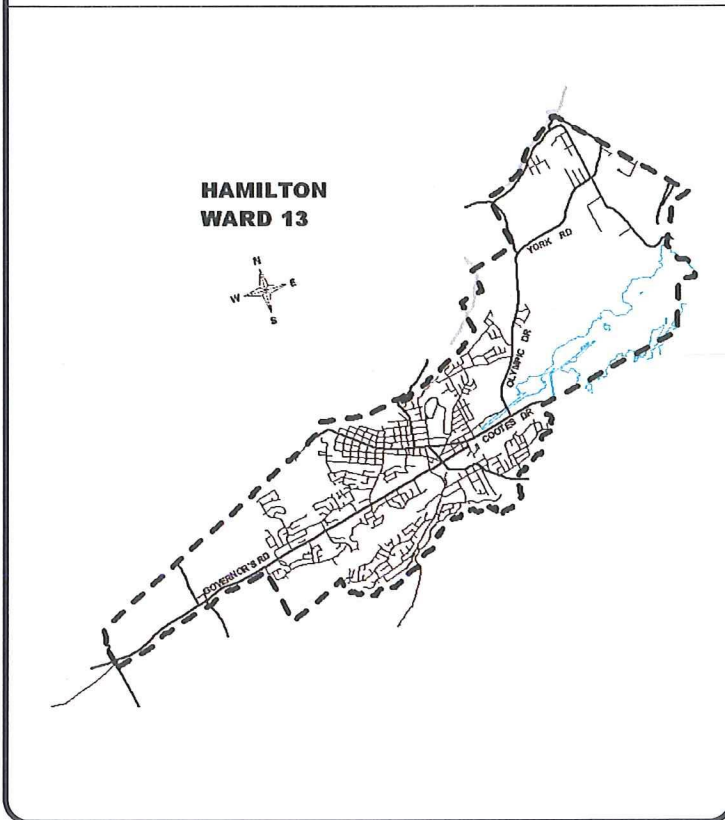 HAMILTON
WARD 13
N
W E
S
YORK RD
OLYMPIC DR
COOTES DR
GOVERNOR'S RD